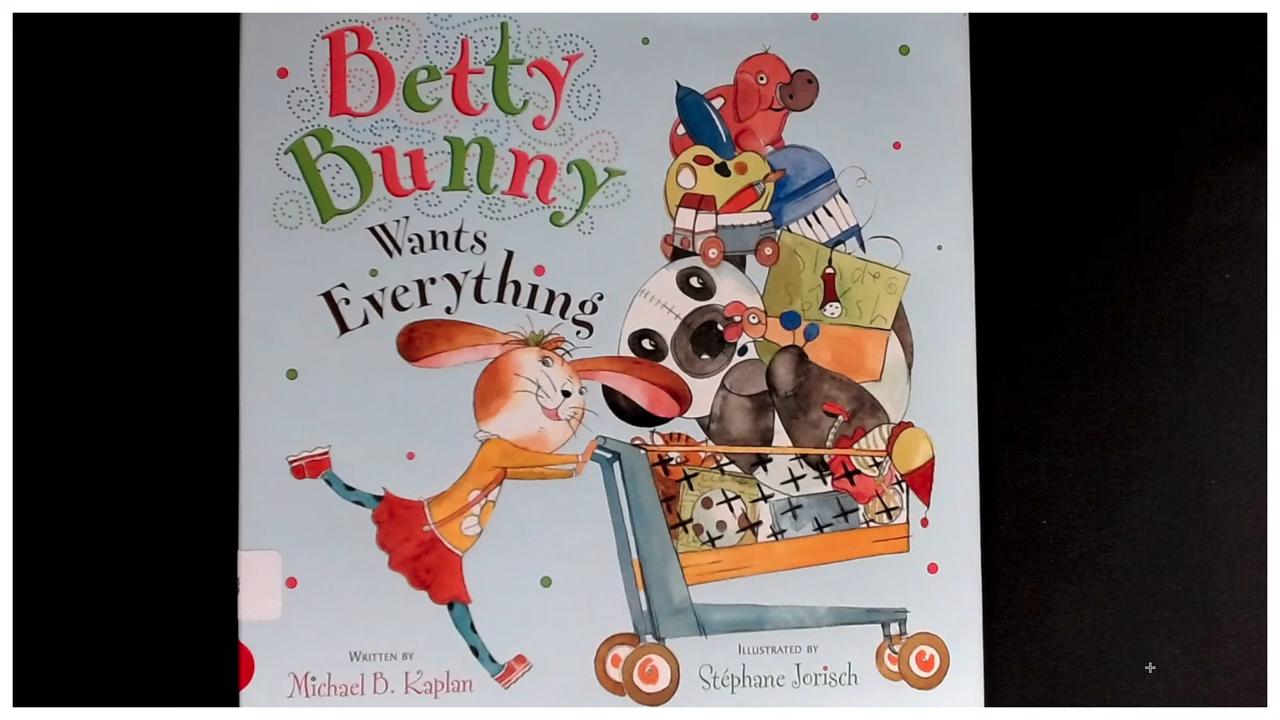 Betty
Bunny
Wants
Everything
WRITTEN BY
Michael B. Kaplan
ILLUSTRATED BY
Stéphane Jorisch